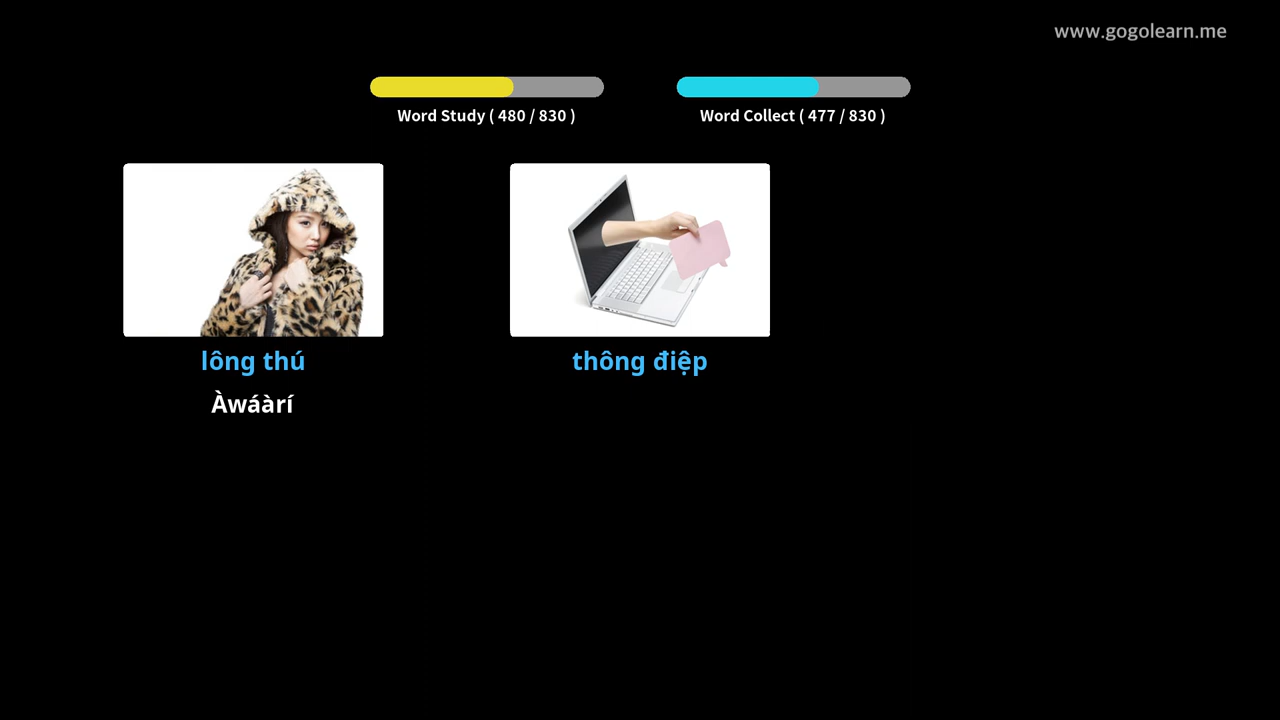 www.gogolearn.me
Word Study ( 480 / 830 )
Word Collect ( 477 / 830 )
lông thú
thông điệp
Àwáàrí